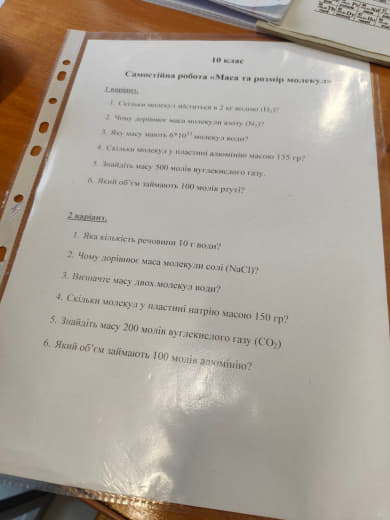 10 клас
Самостійна робота «Маса та розмір молекул»
1 варіант.
1. Скільки молекул міститься в 2 кг водню (H₂)?
2. Чому дорівнює маса молекули азоту (N₂)?
3. Яку масу мають 6*10 молекул води?
4. Скільки молекул у пластині алюмінію масою 135 гр?
5. Знайдіть масу 500 молів вуглекислого газу.
6. Який об’єм займають 100 молів ртуті?
2 варіант.
1. Яка кількість речовини 10 г води?
2. Чому дорівнює маса молекули солі (NaCl)?
3. Визначте масу двох молекул води?
4. Скільки молекул у пластині натрію масою 150 гр?
5. Знайдіть масу 200 молів вуглекислого газу (CO₂)
6. Який об’єм займають 100 молів алюмінію?